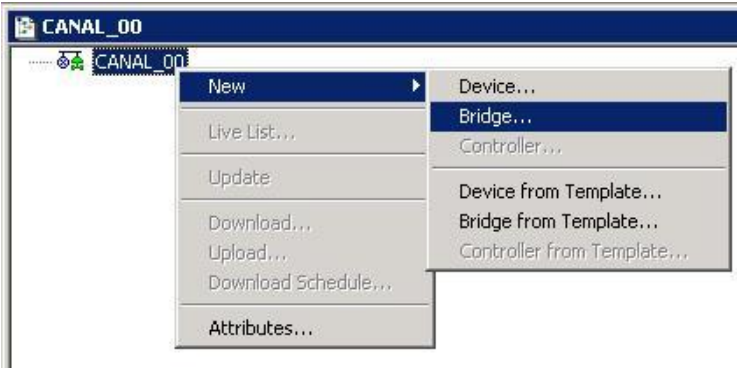 CANAL_00
CANAL_00
New
Live List...
Update
Download...
Upload...
Download Schedule...
Attributes...
Device...
Bridge...
Controller...
Device from Template...
Bridge from Template...
Controller from Template...